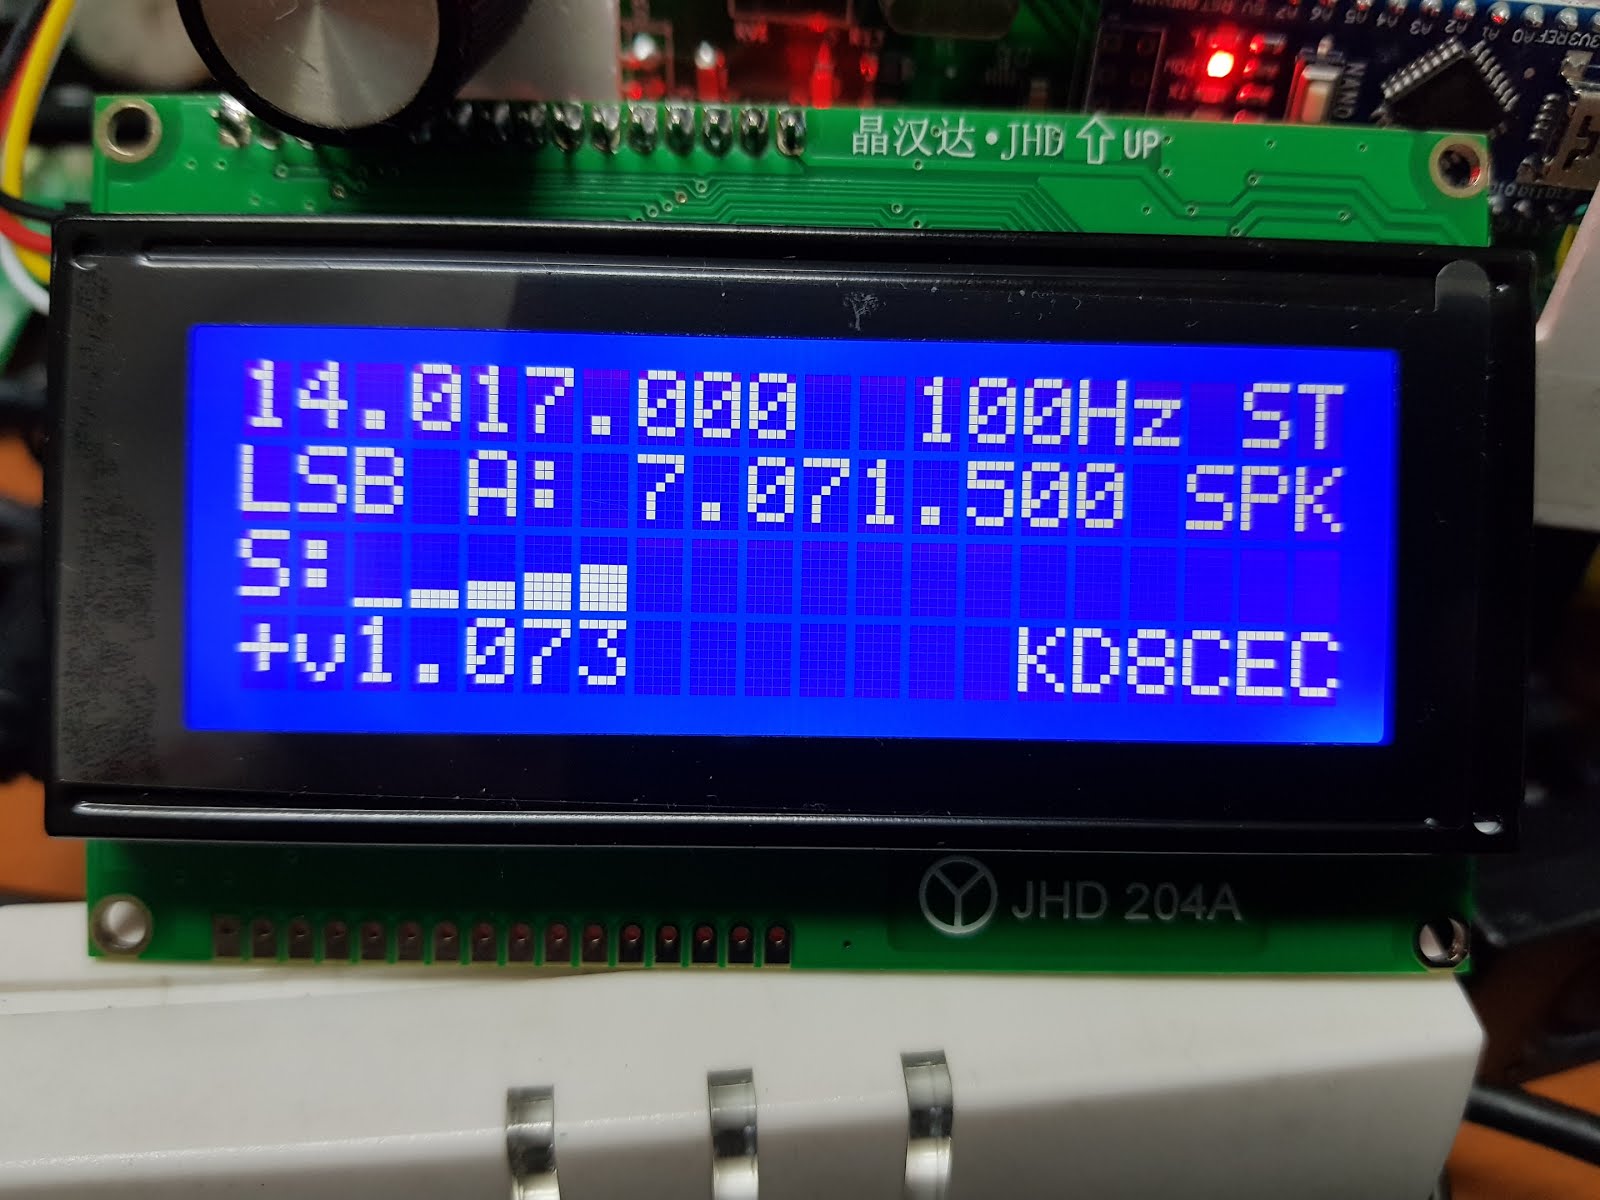 晶汉达·JHD ⇧ UP
14.017.000 100Hz ST
LSB A: 7.071.500 SPK
S:
+v1.073 KD8CEC
JHD 204A